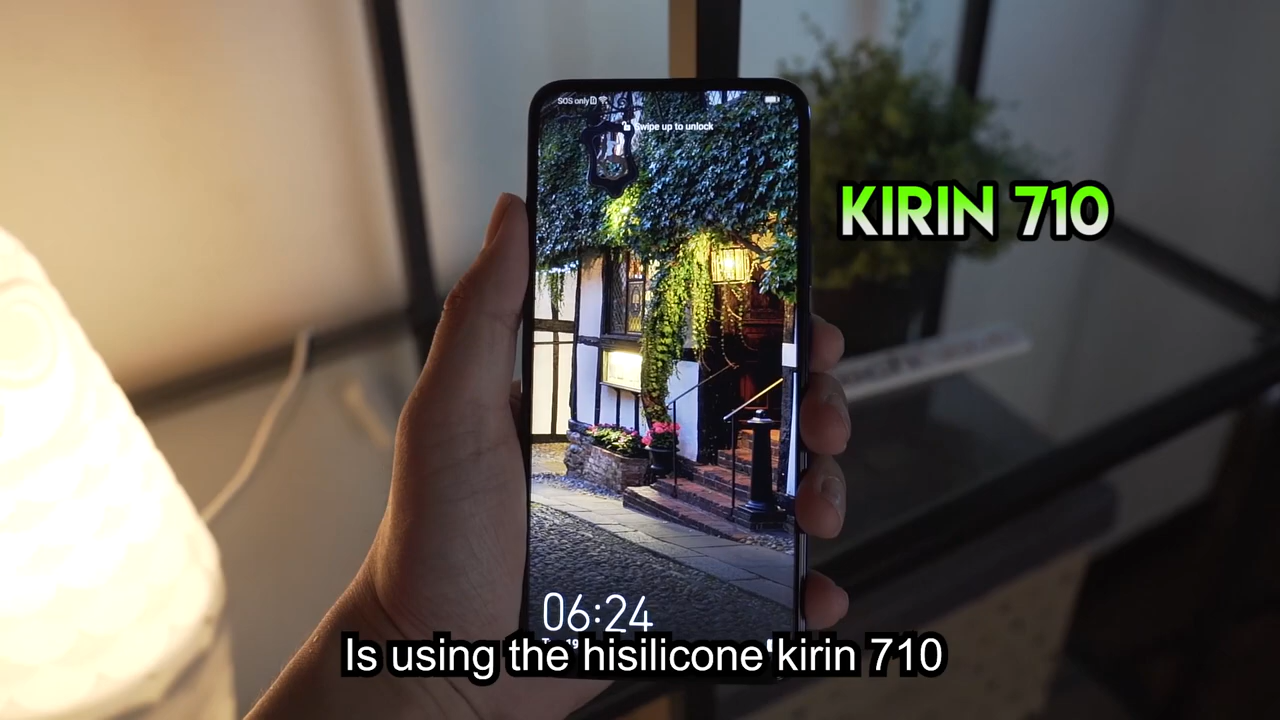 SOS only
Swipe up to unlock
KIRIN 710
06:24
Is using the hisilicone kirin 710